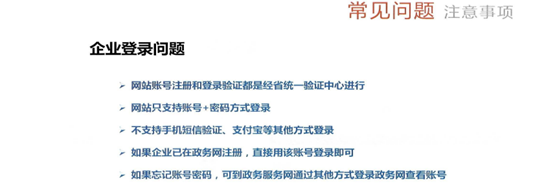 常见问题 注意事项
企业登录问题
网站账号注册和登录验证都是经省统一验证中心进行
网站只支持账号+密码方式登录
不支持手机短信验证、支付宝等其他方式登录
如果企业已在政务网注册，直接用该账号登录即可
如果忘记账号密码，可到政务服务网通过其他方式登录政务网查看账号